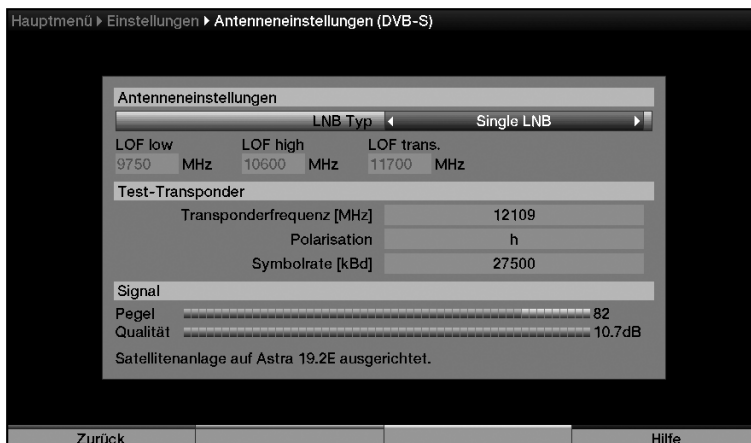 Hauptmenü Einstellungen Antenneneinstellungen (DVB-S)
Antenneneinstellungen
LNB Typ Single LNB
LOF low LOF high LOF trans.
9750 MHz 10600 MHz 11700 MHz
Test-Transponder
Transponderfrequenz [MHz] 12109
Polarisation h
Symbolrate [kBd] 27500
Signal
Pegel 82
Qualität 10.7dB
Satellitenanlage auf Astra 19.2E ausgerichtet.
Zurück Hilfe